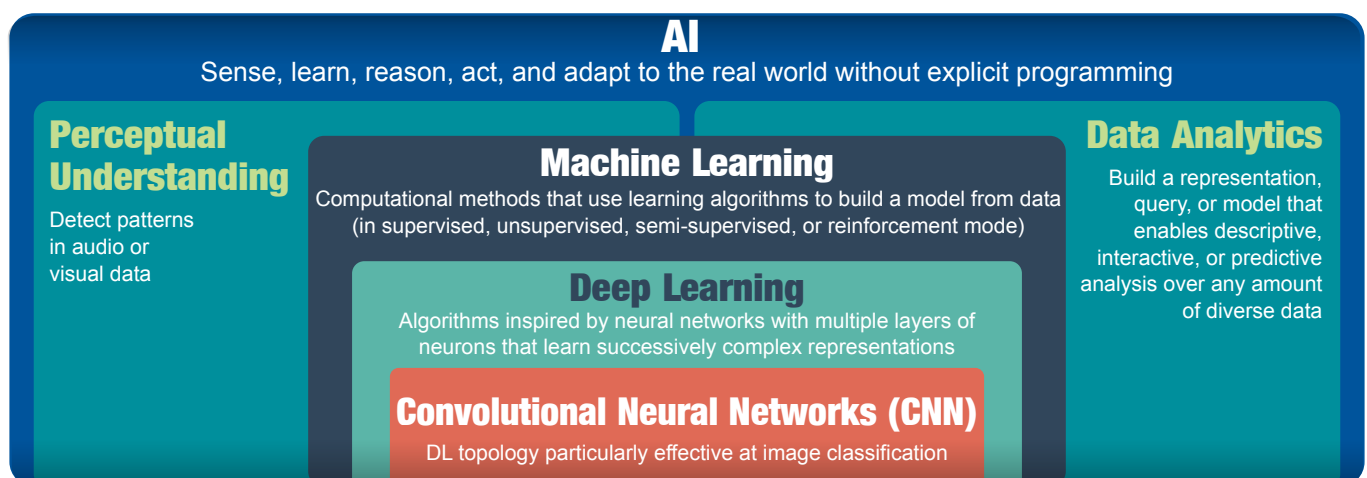 AI
Sense, learn, reason, act, and adapt to the real world without explicit programming
Perceptual
Understanding
Detect patterns
in audio or
visual data
Machine Learning
Computational methods that use learning algorithms to build a model from data
(in supervised, unsupervised, semi-supervised, or reinforcement mode)
Deep Learning
Algorithms inspired by neural networks with multiple layers of
neurons that learn successively complex representations
Convolutional Neural Networks (CNN)
DL topology particularly effective at image classification
Data Analytics
Build a representation,
query, or model that
enables descriptive,
interactive, or predictive
analysis over any amount
of diverse data